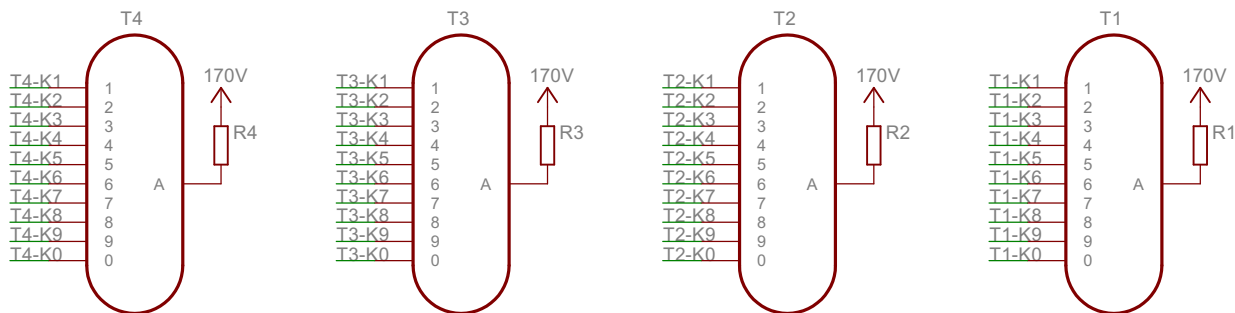 T4 T3 T2 T1
170V 170V 170V 170V
T4-K1 1 T3-K1 1 T2-K1 1 T1-K1 1
T4-K2 2 T3-K2 2 T2-K2 2 T1-K2 2
T4-K3 3 R4 T3-K3 3 R3 T2-K3 3 R2 T1-K3 3 R1
T4-K4 4 T3-K4 4 T2-K4 4 T1-K4 4
T4-K5 5 T3-K5 5 T2-K5 5 T1-K5 5
T4-K6 6 A T3-K6 6 A T2-K6 6 A T1-K6 6 A
T4-K7 7 T3-K7 7 T2-K7 7 T1-K7 7
T4-K8 8 T3-K8 8 T2-K8 8 T1-K8 8
T4-K9 9 T3-K9 9 T2-K9 9 T1-K9 9
T4-K0 0 T3-K0 0 T2-K0 0 T1-K0 0